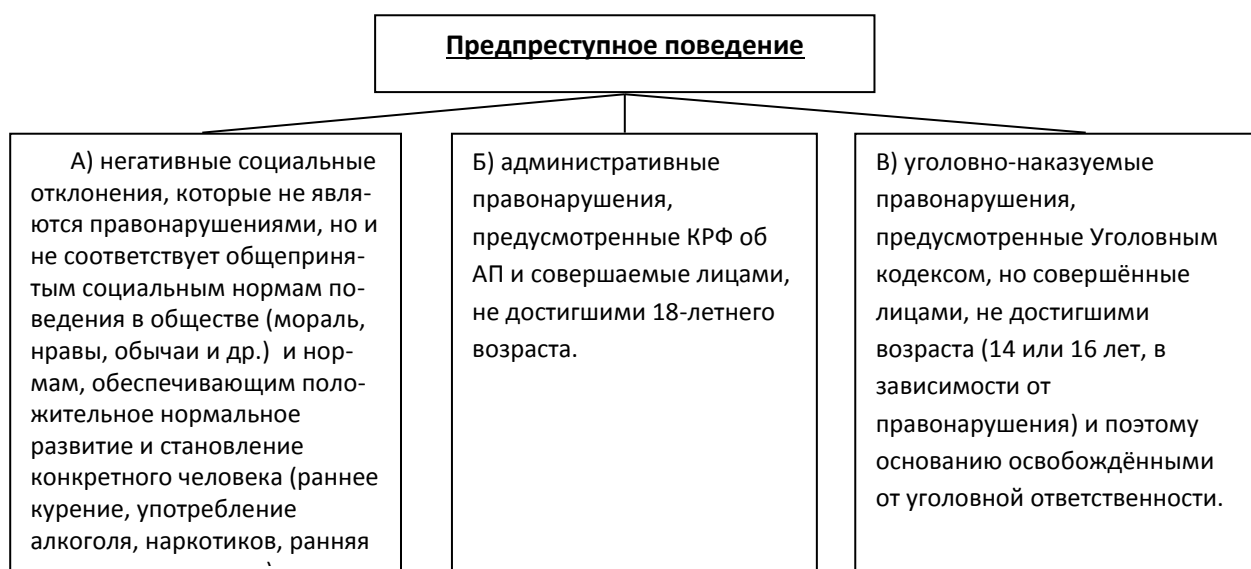 Предпреступное поведение
А) негативные социальные
отклонения, которые не явля-
ются правонарушениями, но и
не соответствует общеприня-
тым социальным нормам по-
ведения в обществе (мораль,
нравы, обычаи и др.) и нор-
мам, обеспечивающим поло-
жительное нормальное
развитие и становление
конкретного человека (раннее
курение, употребление
алкоголя, наркотиков, ранняя
Б) административные
правонарушения,
предусмотренные КРФ об
АП и совершаемые лицами,
не достигшими 18-летнего
возраста.
В) уголовно-наказуемые
правонарушения,
предусмотренные Уголовным
кодексом, но совершённые
лицами, не достигшими
возраста (14 или 16 лет, в
зависимости от
правонарушения) и поэтому
основанию освобождёнными
от уголовной ответственности.